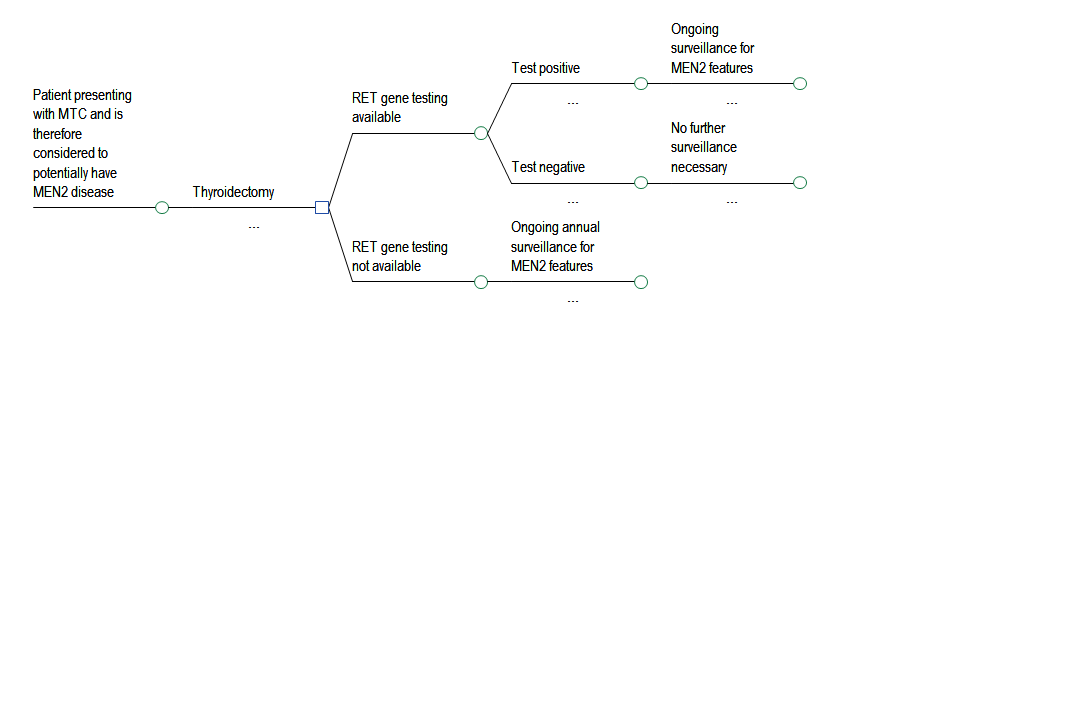 Patient presenting
with MTC and is
therefore
considered to
potentially have
MEN2 disease
Thyroidectomy
...
RET gene testing
available
Test positive
...
Ongoing
surveillance for
MEN2 features
...
Test negative
...
No further
surveillance
necessary
...
RET gene testing
not available
Ongoing annual
surveillance for
MEN2 features
...